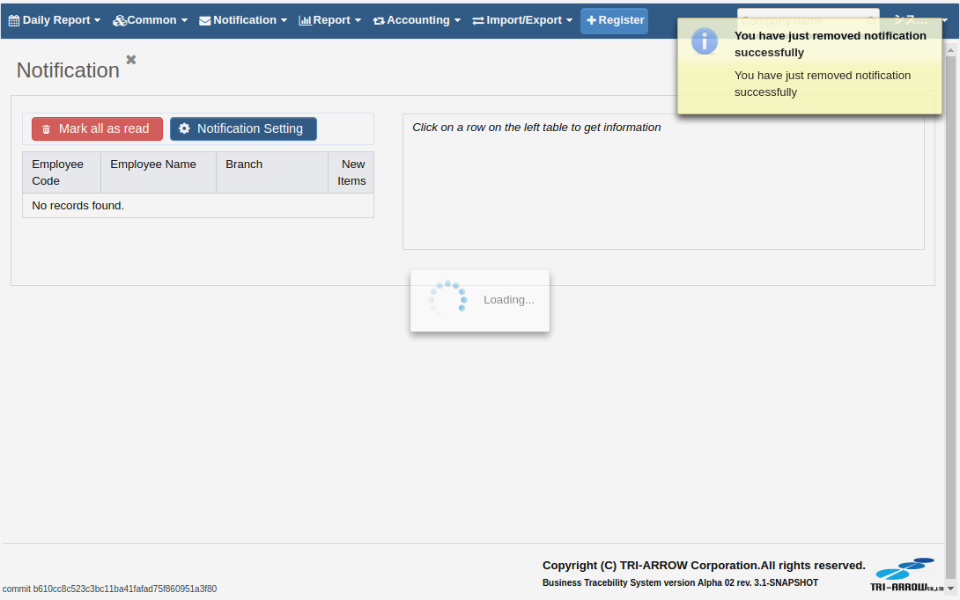 Daily Report
Common
Notification
Report
Accounting
Import/Export
Register
Company name
シス...
You have just removed notification
successfully
You have just removed notification
successfully
Notification
Mark all as read
Notification Setting
Click on a row on the left table to get information
Employee
Code
Employee Name
Branch
New
Items
No records found.
Loading...
Copyright (C) TRI-ARROW Corporation.All rights reserved.
Business Tracebility System version Alpha 02 rev. 3.1-SNAPSHOT
TRI-ARROW CO.,LTD
commit b610cc8c523c3bc11ba41fafad75f860951a3f80